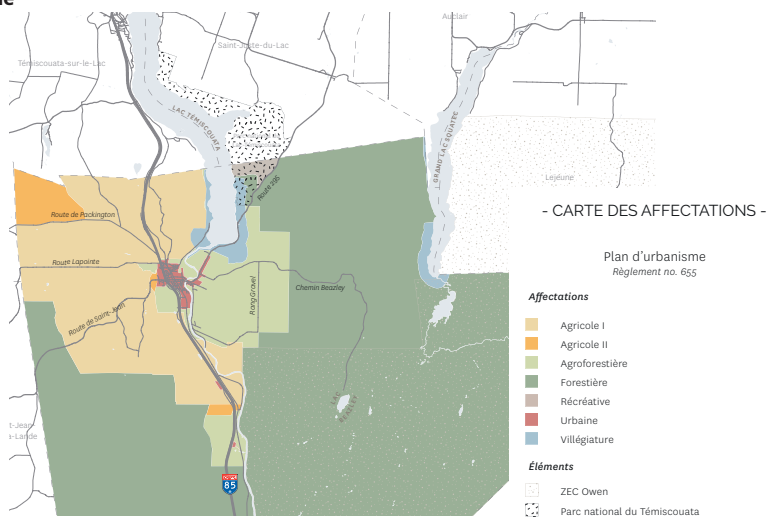 Auclair
Saint-Juste-du-Lac
Témiscouata-sur-le-Lac
LAC TÉMISCOUATA
GRAND LAC SQUATEC
Lejeune
Route 295
Route de Packington
- CARTE DES AFFECTATIONS -
Plan d'urbanisme
Règlement no. 655
Route Lapointe
Rang Gravel
Chemin Beazley
Route de Saint-Jean
Affectations
Agricole I
Agricole II
Agroforestière
Forestière
Récréative
Urbaine
Villégiature
LAC
BEAZLEY
t-Jean-
a-Lande
85
Éléments
ZEC Owen
Parc national du Témiscouata